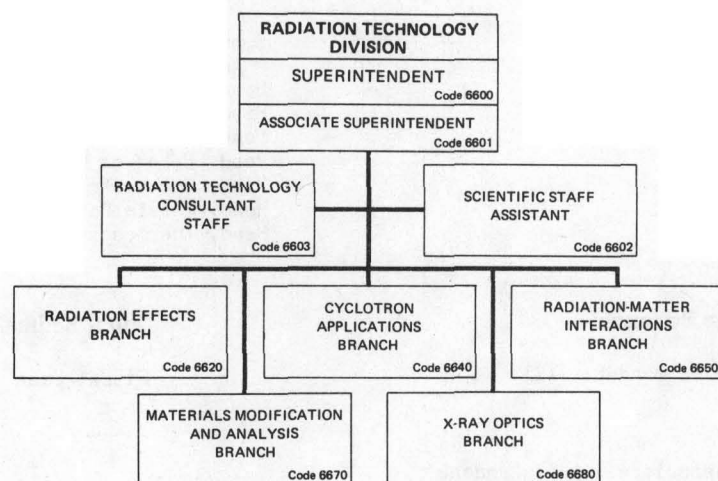 RADIATION TECHNOLOGY
DIVISION
SUPERINTENDENT
Code 6600
ASSOCIATE SUPERINTENDENT
Code 6601
RADIATION TECHNOLOGY
CONSULTANT
STAFF
Code 6603
SCIENTIFIC STAFF
ASSISTANT
Code 6602
RADIATION EFFECTS
BRANCH
Code 6620
CYCLOTRON
APPLICATIONS
BRANCH
Code 6640
RADIATION-MATTER
INTERACTIONS
BRANCH
Code 6650
MATERIALS MODIFICATION
AND ANALYSIS
BRANCH
Code 6670
X-RAY OPTICS
BRANCH
Code 6680